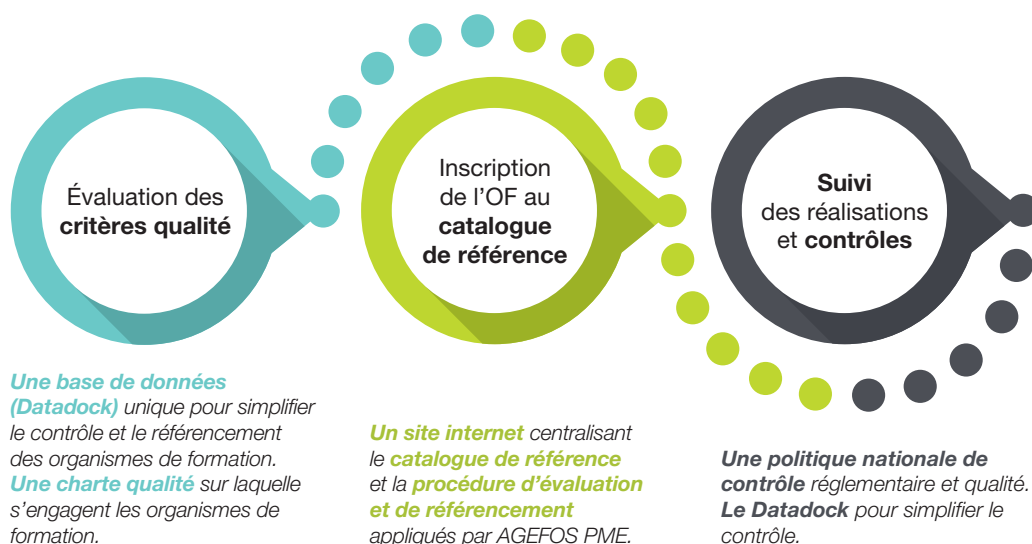 Évaluation des
critères qualité
Inscription
de l’OF au
catalogue
de référence
Suivi
des réalisations
et contrôles
Une base de données
(Datadock) unique pour simplifier
le contrôle et le référencement
des organismes de formation.
Une charte qualité sur laquelle
s’engagent les organismes de
formation.
Un site internet centralisant
le catalogue de référence
et la procédure d’évaluation
et de référencement
appliqués par AGEFOS PME.
Une politique nationale de
contrôle réglementaire et qualité.
Le Datadock pour simplifier le
contrôle.